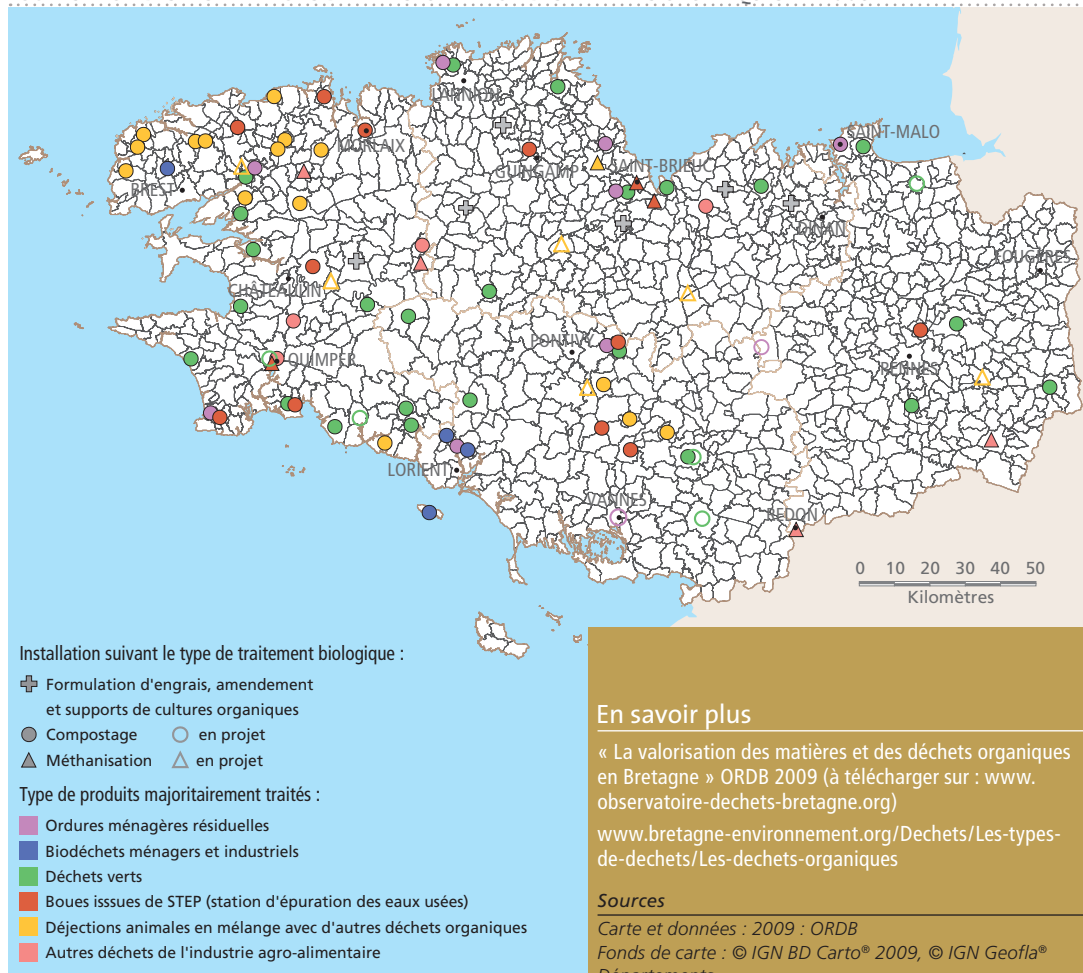 LANNION
SAINT-MALO
MORLAIX
GUINGAMP
SAINT-BRIEUC
BREST
DINAN
FOUGÈRES
CHÂTEAULIN
PONTIVY
QUIMPER
RENNES
LORIENT
VANNES
REDON
0 10 20 30 40 50
Kilomètres
Installation suivant le type de traitement biologique :
Formulation d'engrais, amendement
et supports de cultures organiques
Compostage en projet
Méthanisation en projet
Type de produits majoritairement traités :
Ordures ménagères résiduelles
Biodéchets ménagers et industriels
Déchets verts
Boues isssues de STEP (station d'épuration des eaux usées)
Déjections animales en mélange avec d'autres déchets organiques
Autres déchets de l'industrie agro-alimentaire
En savoir plus
« La valorisation des matières et des déchets organiques
en Bretagne » ORDB 2009 (à télécharger sur : www.
observatoire-dechets-bretagne.org)
www.bretagne-environnement.org/Dechets/Les-types-
de-dechets/Les-dechets-organiques
Sources
Carte et données : 2009 : ORDB
Fonds de carte : © IGN BD Carto® 2009, © IGN Geofla®
Départements